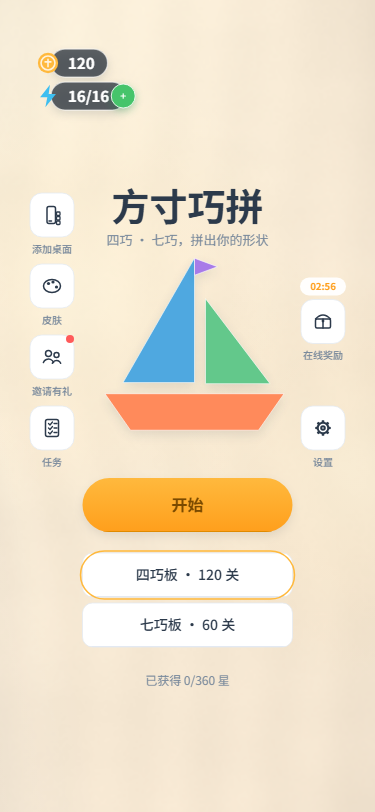 120
16/16
+
方寸巧拼
四巧 · 七巧，拼出你的形状
添加桌面
皮肤
02:56
在线奖励
邀请有礼
任务
设置
开始
四巧板 · 120 关
七巧板 · 60 关
已获得 0/360 星